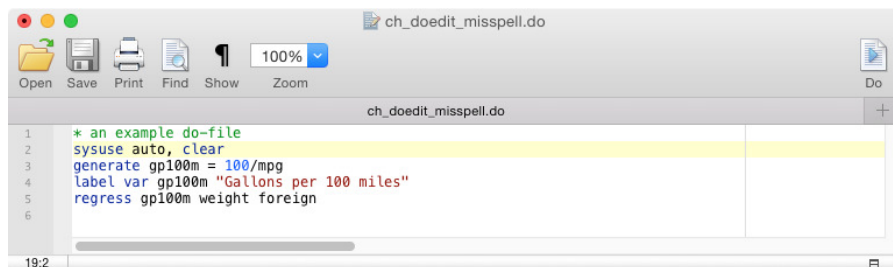 ch_doedit_misspell.do
100%
Open Save Print Find Show Zoom Do
ch_doedit_misspell.do
1 * an example do-file
2 sysuse auto, clear
3 generate gp100m = 100/mpg
4 label var gp100m "Gallons per 100 miles"
5 regress gp100m weight foreign
6
19:2